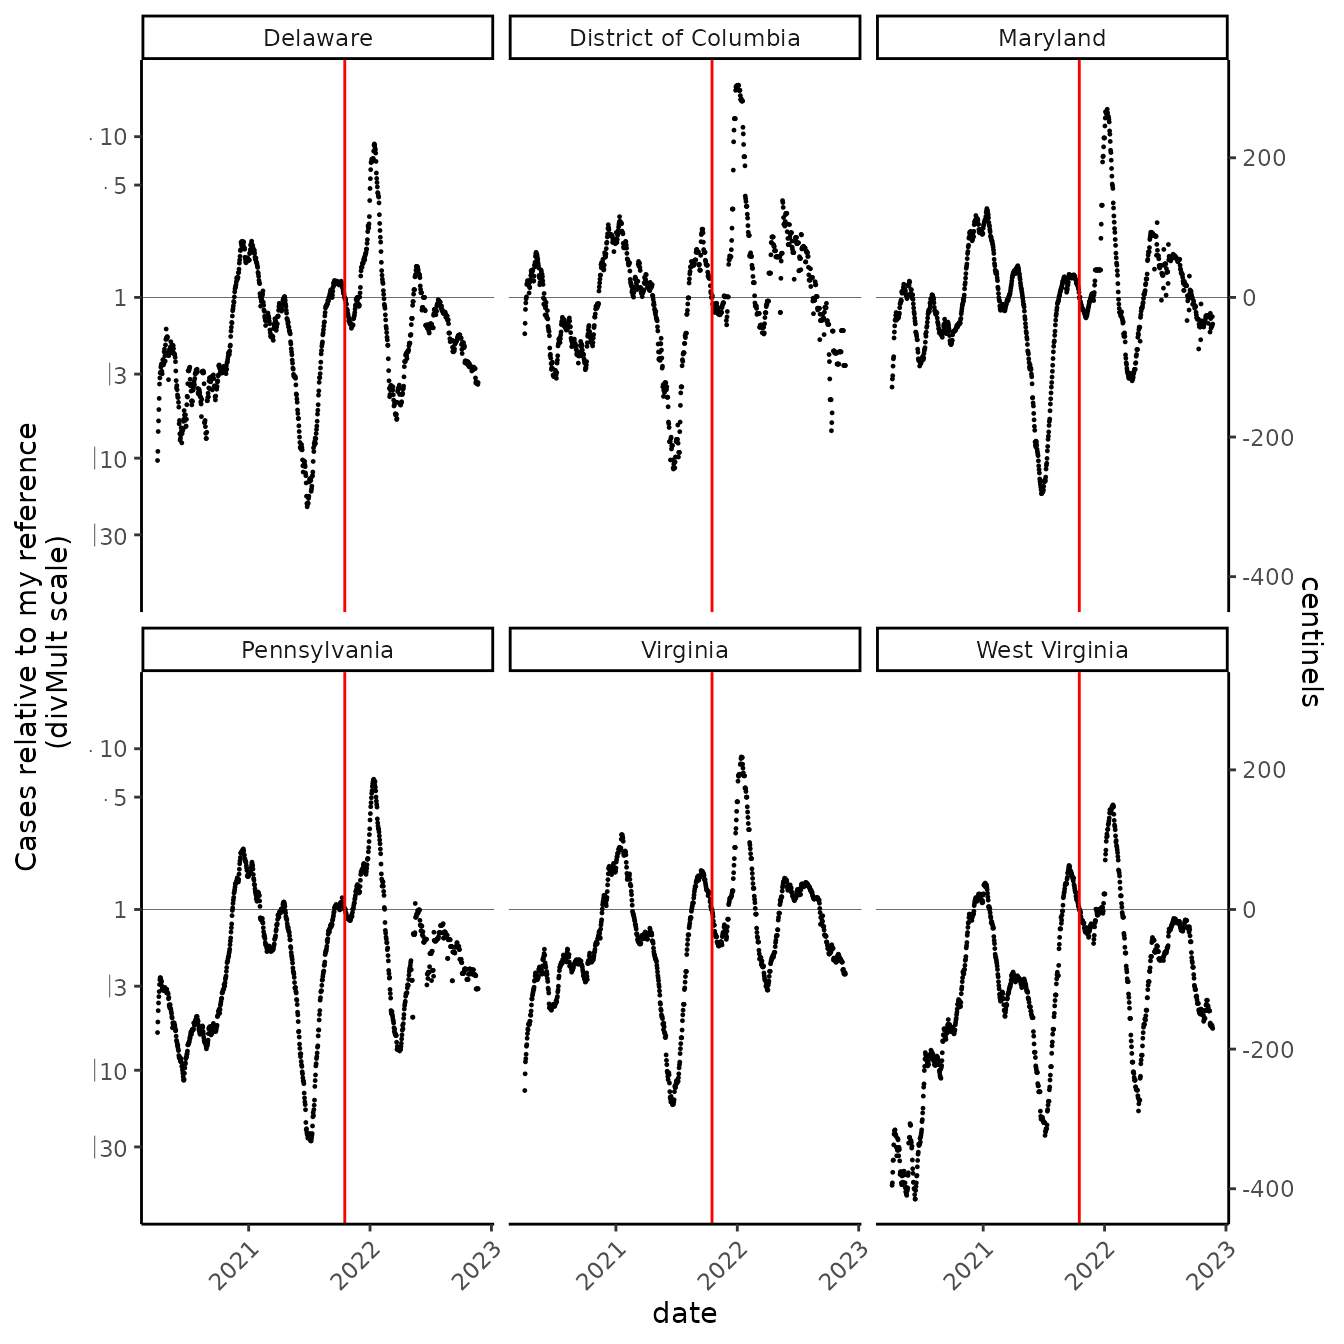 Delaware
District of Columbia
Maryland
· 10
· 5
1
|3
|10
|30
200
0
-200
-400
Pennsylvania
Virginia
West Virginia
· 10
· 5
1
|3
|10
|30
200
0
-200
-400
2021
2022
2023
2021
2022
2023
2021
2022
2023
date
Cases relative to my reference
(divMult scale)
centinels